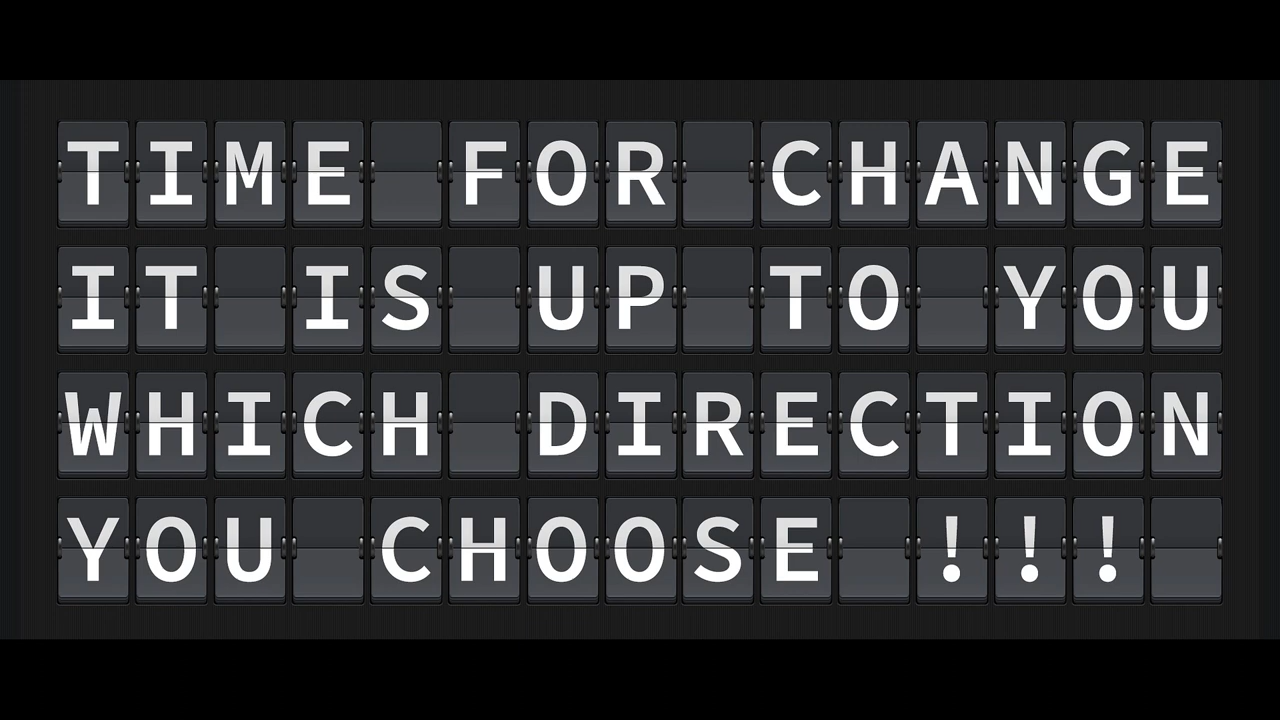 TIME FOR CHANGE
IT IS UP TO YOU
WHICH DIRECTION
YOU CHOOSE !!!